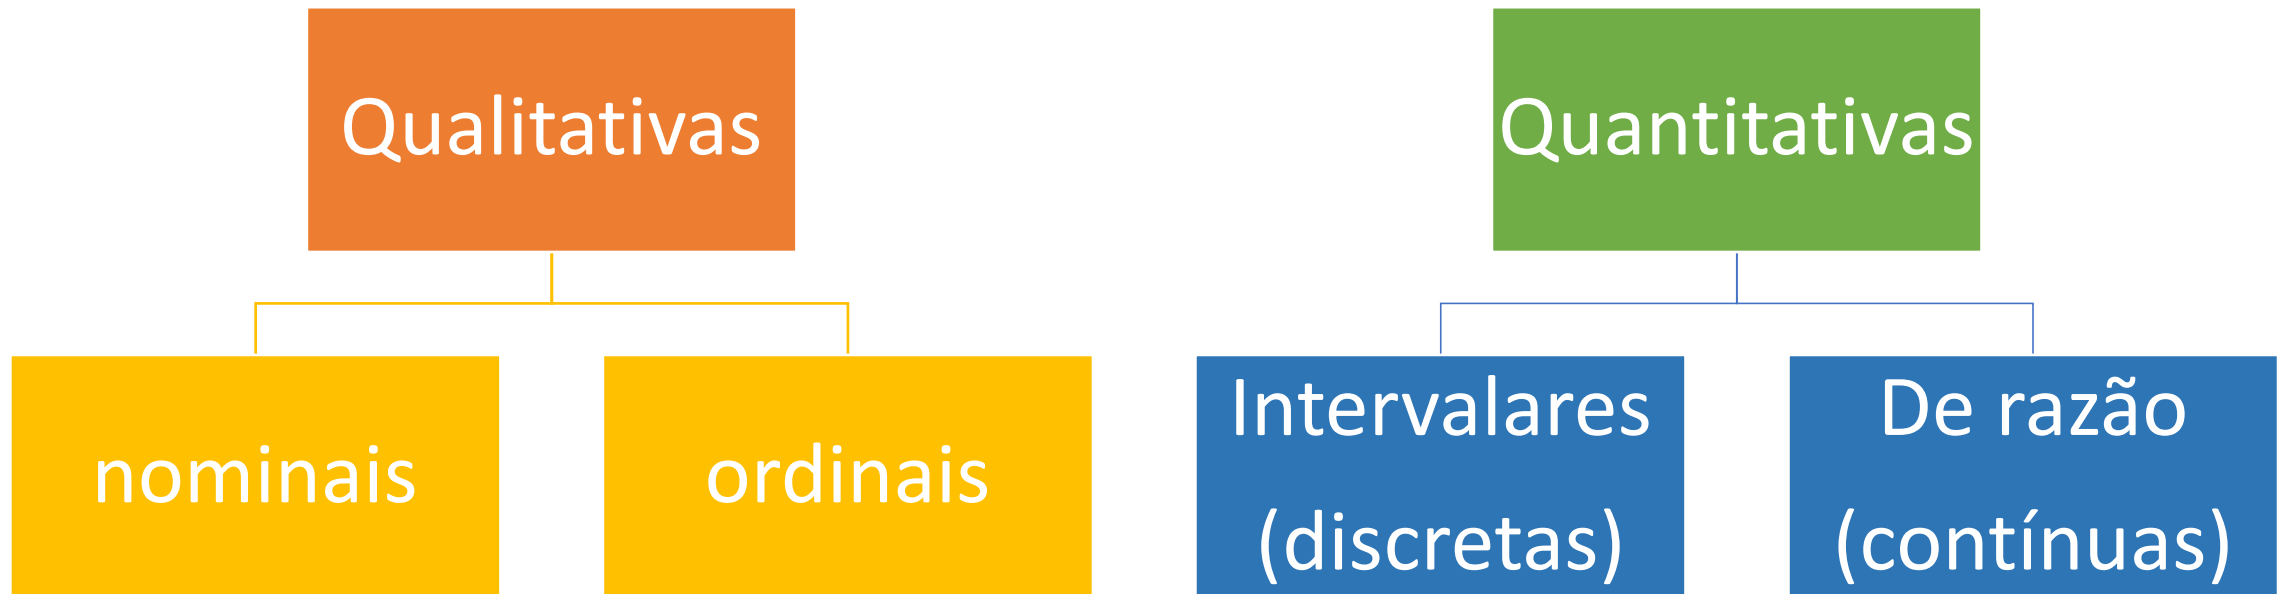 Qualitativas
Quantitativas
nominais
ordinais
Intervalares
(discretas)
De razão
(contínuas)